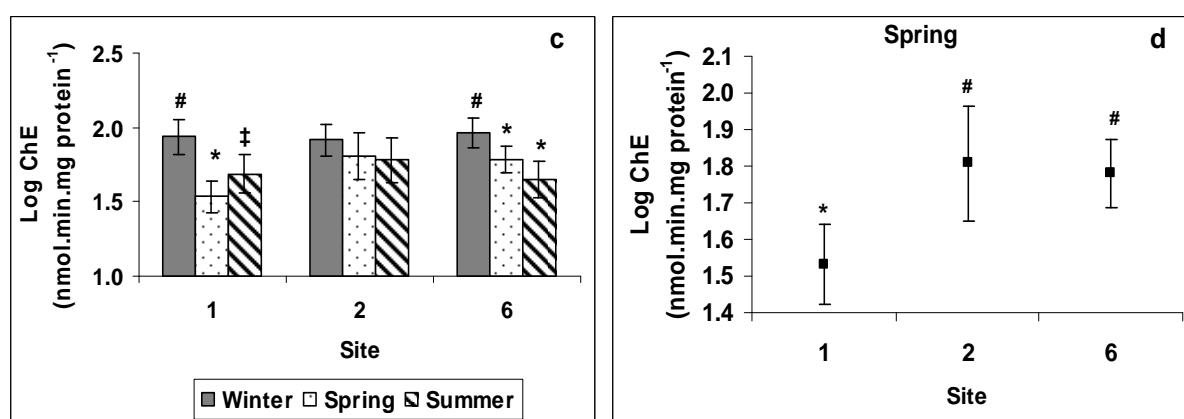 c
Log ChE
(nmol.min.mg protein⁻¹)
2.5
2.0
1.5
1.0
#
*
‡
#
*
*
1 2 6
Site
Winter Spring Summer
Spring
d
Log ChE
(nmol.min.mg protein⁻¹)
2.1
2.0
1.9
1.8
1.7
1.6
1.5
1.4
*
#
#
1 2 6
Site